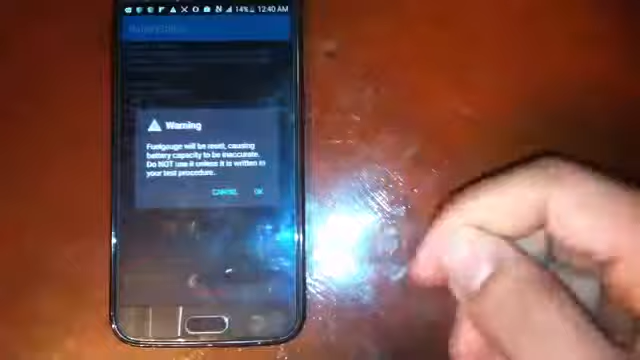 14% 12:40 AM
Warning
Fuelgauge will be reset, causing
battery capacity to be inaccurate.
Do NOT use it unless it is written in
your test procedure.
CANCEL OK